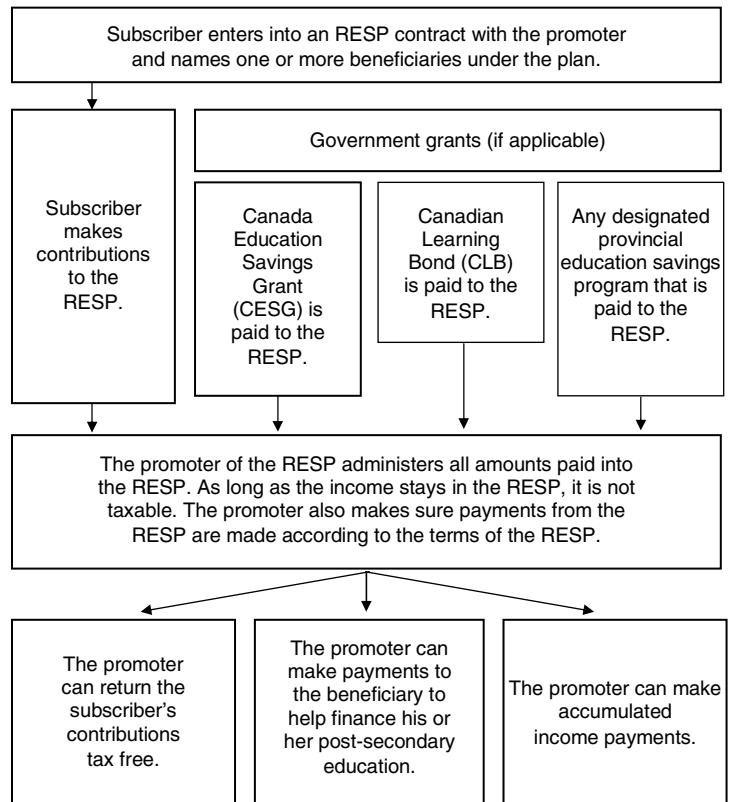 Subscriber enters into an RESP contract with the promoter
and names one or more beneficiaries under the plan.
Subscriber
makes
contributions
to the
RESP.
Government grants (if applicable)
Canada
Education
Savings
Grant
(CESG) is
paid to the
RESP.
Canadian
Learning
Bond (CLB)
is paid to the
RESP.
Any designated
provincial
education savings
program that is
paid to the
RESP.
The promoter of the RESP administers all amounts paid into
the RESP. As long as the income stays in the RESP, it is not
taxable. The promoter also makes sure payments from the
RESP are made according to the terms of the RESP.
The promoter
can return the
subscriber's
contributions
tax free.
The promoter can
make payments to
the beneficiary to
help finance his or
her post-secondary
education.
The promoter can make
accumulated
income payments.